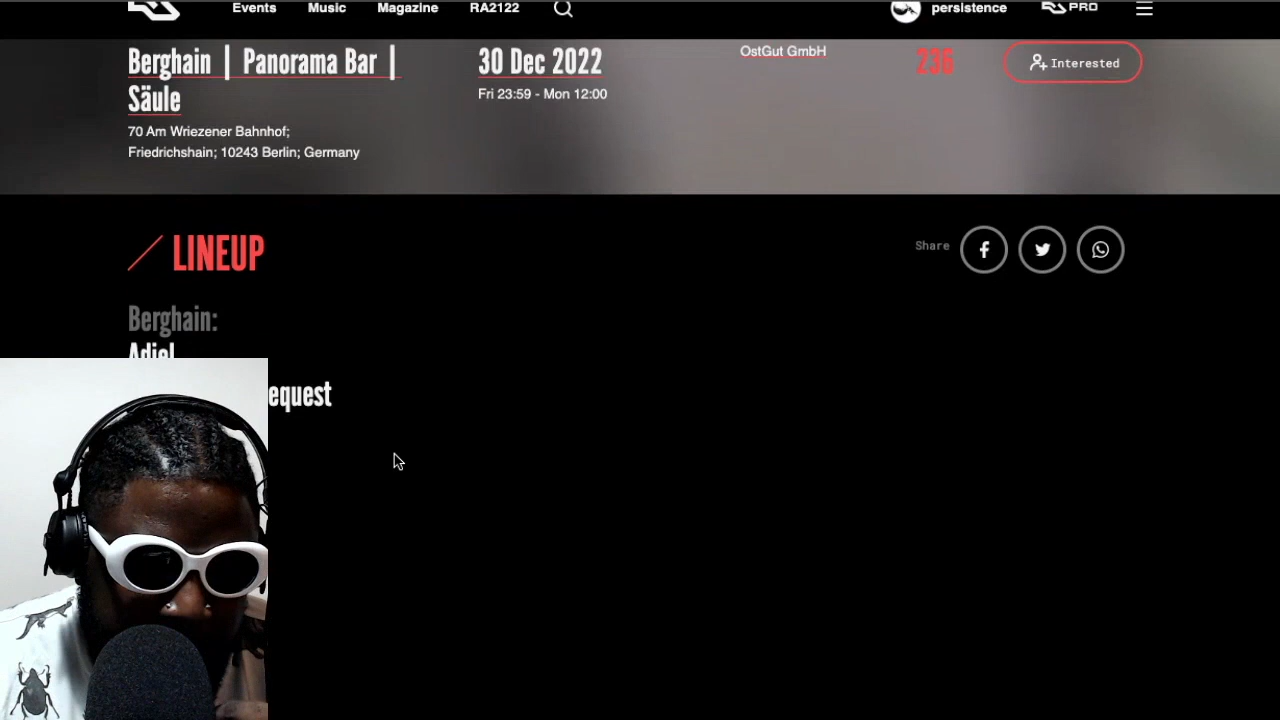 Events Music Magazine RA2122 persistence PRO
Berghain | Panorama Bar | 30 Dec 2022 OstGut GmbH 236 Interested
Säule Fri 23:59 - Mon 12:00
70 Am Wriezener Bahnhof;
Friedrichshain; 10243 Berlin; Germany
LINEUP Share
Berghain:
Adiel
equest